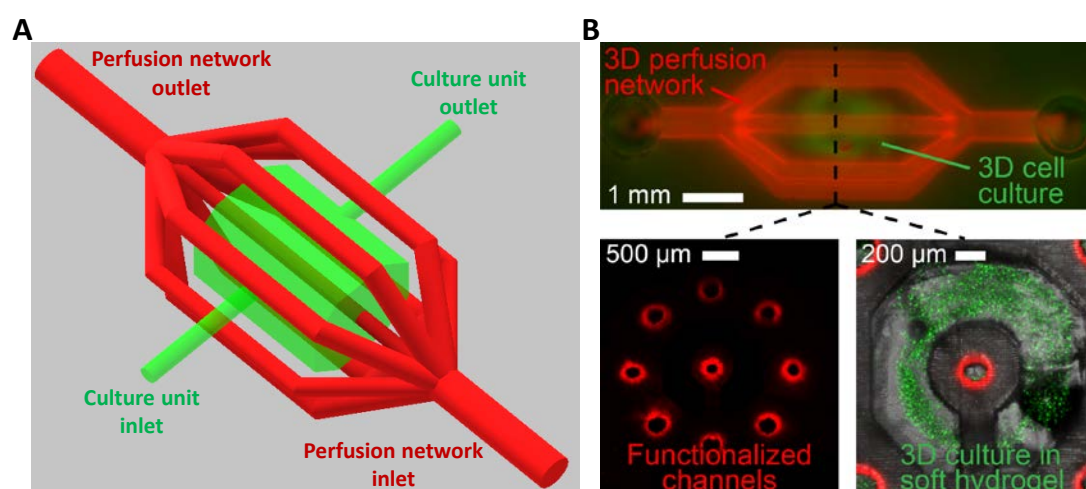 A
Perfusion network
outlet
Culture unit
outlet
Culture unit
inlet
Perfusion network
inlet
B
3D perfusion
network
3D cell
culture
1 mm
500 µm
Functionalized
channels
200 µm
3D culture in
soft hydrogel